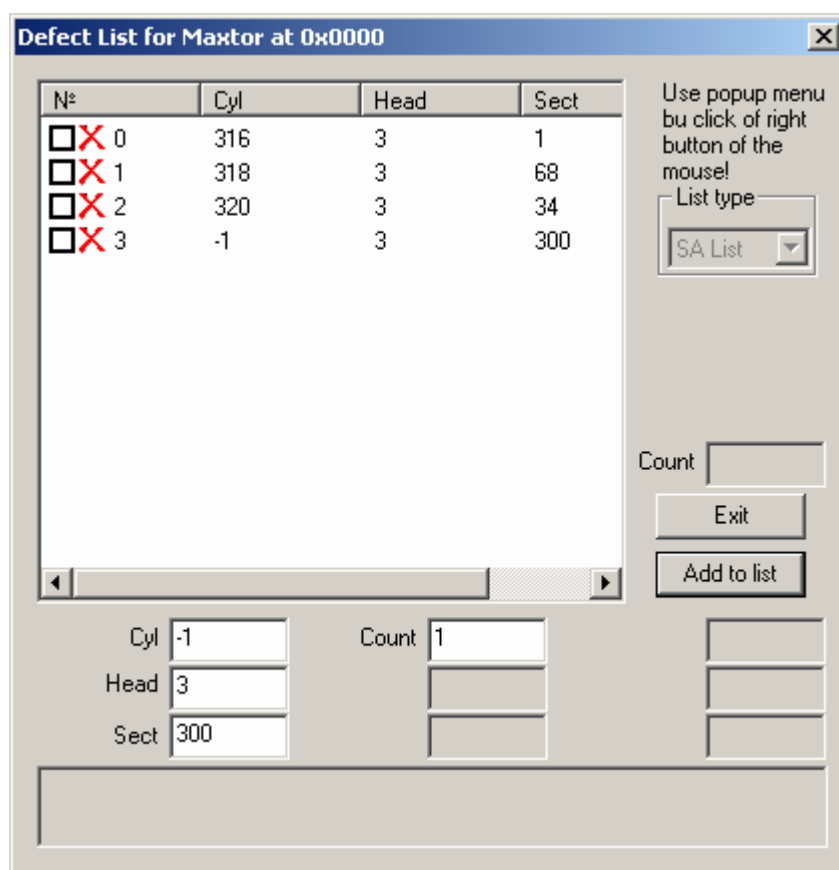 Defect List for Maxtor at 0x0000
Nº Cyl Head Sect
0 316 3 1
1 318 3 68
2 320 3 34
3 -1 3 300
Use popup menu
bu click of right
button of the
mouse!
List type
SA List
Count
Exit
Add to list
Cyl -1 Count 1
Head 3
Sect 300